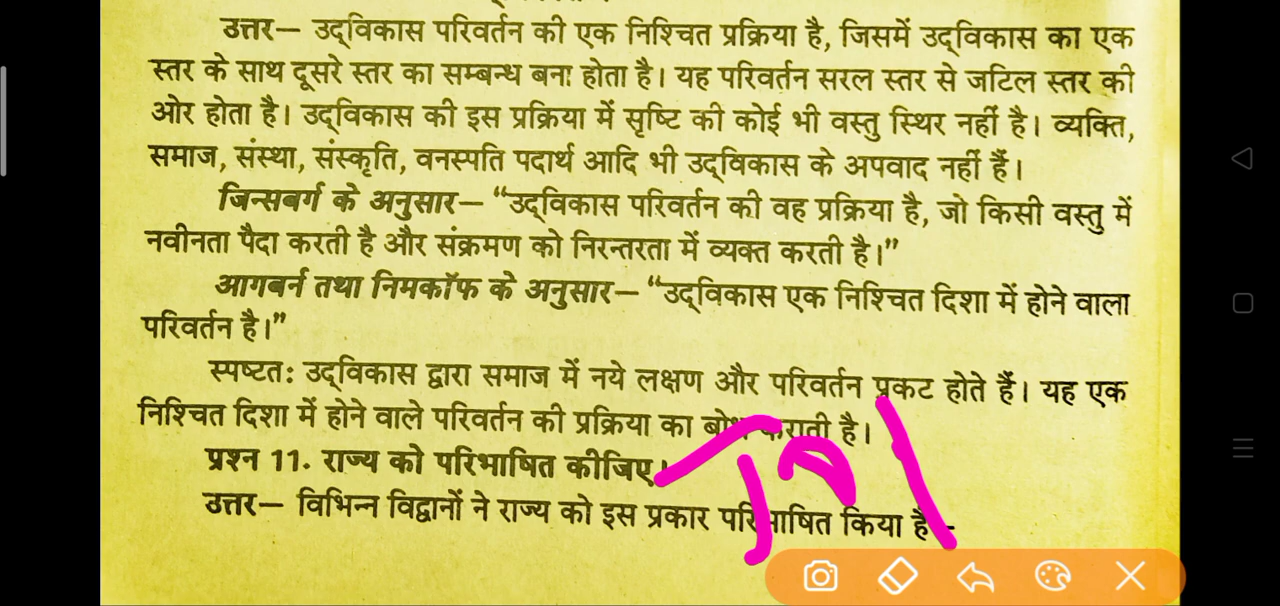 उत्तर— उद्‌विकास परिवर्तन की एक निश्चित प्रक्रिया है, जिसमें उद्‌विकास का एक
स्तर के साथ दूसरे स्तर का सम्बन्ध बना होता है। यह परिवर्तन सरल स्तर से जटिल स्तर की
ओर होता है। उद्‌विकास की इस प्रक्रिया में सृष्टि की कोई भी वस्तु स्थिर नहीं है। व्यक्ति,
समाज, संस्था, संस्कृति, वनस्पति पदार्थ आदि भी उद्‌विकास के अपवाद नहीं हैं।
जिन्सबर्ग के अनुसार— “उद्‌विकास परिवर्तन की वह प्रक्रिया है, जो किसी वस्तु में
नवीनता पैदा करती है और संक्रमण को निरन्तरता में व्यक्त करती है।”
आगबर्न तथा निमकॉफ के अनुसार— “उद्‌विकास एक निश्चित दिशा में होने वाला
परिवर्तन है।”
स्पष्टत: उद्‌विकास द्वारा समाज में नये लक्षण और परिवर्तन प्रकट होते हैं। यह एक
निश्चित दिशा में होने वाले परिवर्तन की प्रक्रिया का बोध कराती है।
प्रश्न 11. राज्य को परिभाषित कीजिए।
उत्तर— विभिन्न विद्वानों ने राज्य को इस प्रकार परिभाषित किया है—